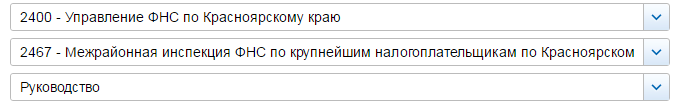 2400 - Управление ФНС по Красноярскому краю
2467 - Межрайонная инспекция ФНС по крупнейшим налогоплательщикам по Красноярском
Руководство